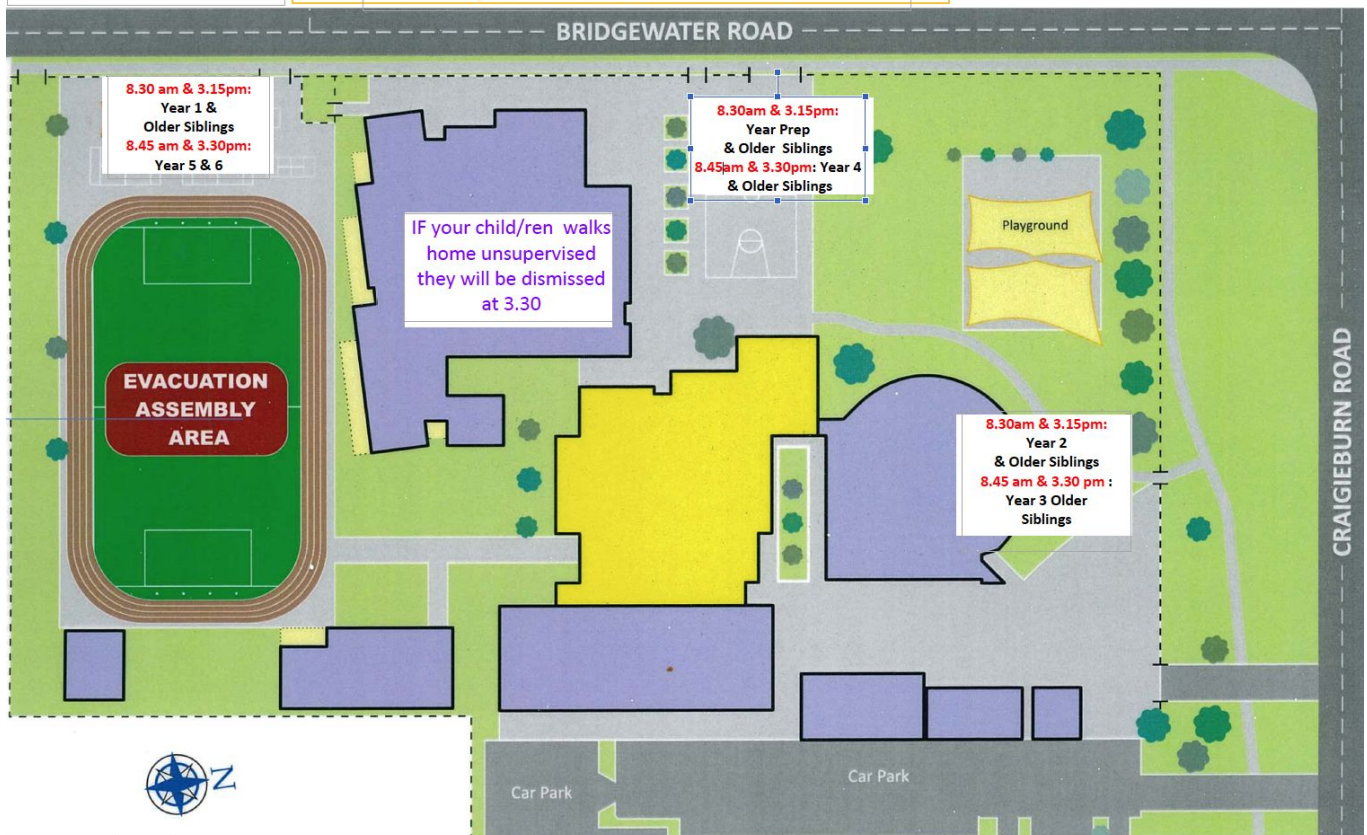 BRIDGEWATER ROAD
8.30 am & 3.15pm:
Year 1 &
Older Siblings
8.45 am & 3.30pm:
Year 5 & 6
8.30am & 3.15pm:
Year Prep
& Older Siblings
8.45am & 3.30pm: Year 4
& Older Siblings
IF your child/ren walks
home unsupervised
they will be dismissed
at 3.30
Playground
EVACUATION
ASSEMBLY
AREA
8.30am & 3.15pm:
Year 2
& Older Siblings
8.45 am & 3.30 pm :
Year 3 Older
Siblings
CRAIGIEBURN ROAD
N
Car Park
Car Park